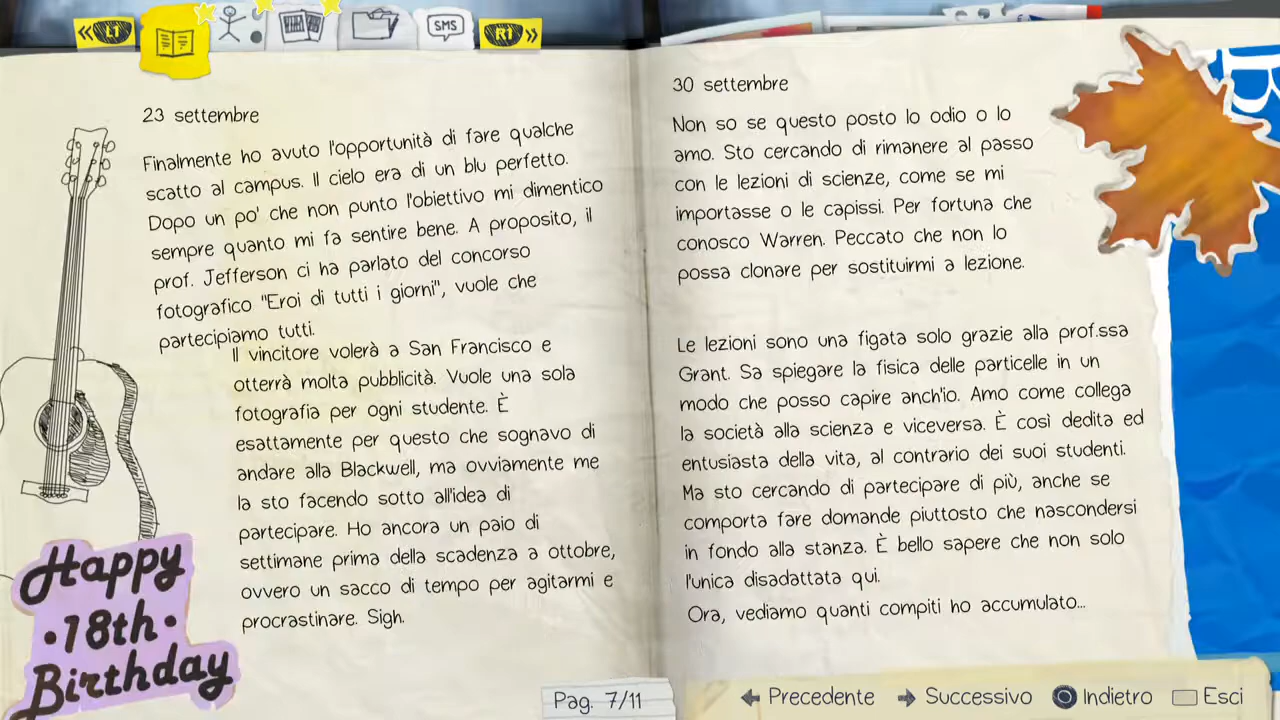 L1
SMS
R1
23 settembre
Finalmente ho avuto l'opportunità di fare qualche
scatto al campus. Il cielo era di un blu perfetto.
Dopo un po' che non punto l'obiettivo mi dimentico
sempre quanto mi fa sentire bene. A proposito, il
prof. Jefferson ci ha parlato del concorso
fotografico "Eroi di tutti i giorni", vuole che
partecipiamo tutti.
Il vincitore volerà a San Francisco e
otterrà molta pubblicità. Vuole una sola
fotografia per ogni studente. È
esattamente per questo che sognavo di
andare alla Blackwell, ma ovviamente me
la sto facendo sotto all'idea di
partecipare. Ho ancora un paio di
settimane prima della scadenza a ottobre,
ovvero un sacco di tempo per agitarmi e
procrastinare. Sigh.
Happy
•18th•
Birthday
30 settembre
Non so se questo posto lo odio o lo
amo. Sto cercando di rimanere al passo
con le lezioni di scienze, come se mi
importasse o le capissi. Per fortuna che
conosco Warren. Peccato che non lo
possa clonare per sostituirmi a lezione.
Le lezioni sono una figata solo grazie alla prof.ssa
Grant. Sa spiegare la fisica delle particelle in un
modo che posso capire anch'io. Amo come collega
la società alla scienza e viceversa. È così dedita ed
entusiasta della vita, al contrario dei suoi studenti.
Ma sto cercando di partecipare di più, anche se
comporta fare domande piuttosto che nascondersi
in fondo alla stanza. È bello sapere che non solo
l'unica disadattata qui.
Ora, vediamo quanti compiti ho accumulato...
Pag. 7/11
Precedente
Successivo
Indietro
Esci